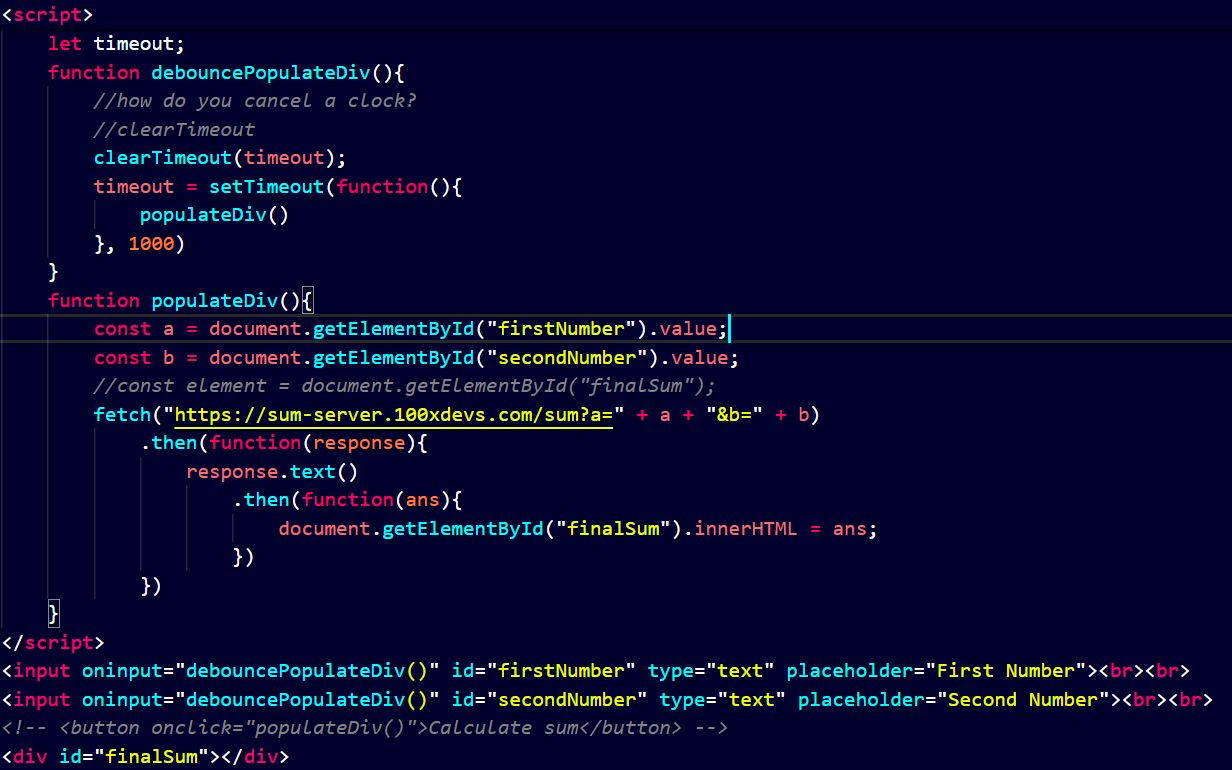 <script>
let timeout;
function debouncePopulateDiv(){
//how do you cancel a clock?
//clearTimeout
clearTimeout(timeout);
timeout = setTimeout(function(){
populateDiv()
}, 1000)
}
function populateDiv(){
const a = document.getElementById("firstNumber").value;
const b = document.getElementById("secondNumber").value;
//const element = document.getElementById("finalSum");
fetch("https://sum-server.100xdevs.com/sum?a=" + a + "&b=" + b)
.then(function(response){
response.text()
.then(function(ans){
document.getElementById("finalSum").innerHTML = ans;
})
})
}
</script>
<input oninput="debouncePopulateDiv()" id="firstNumber" type="text" placeholder="First Number"><br><br>
<input oninput="debouncePopulateDiv()" id="secondNumber" type="text" placeholder="Second Number"><br><br>
<!-- <button onclick="populateDiv()">Calculate sum</button> -->
<div id="finalSum"></div>